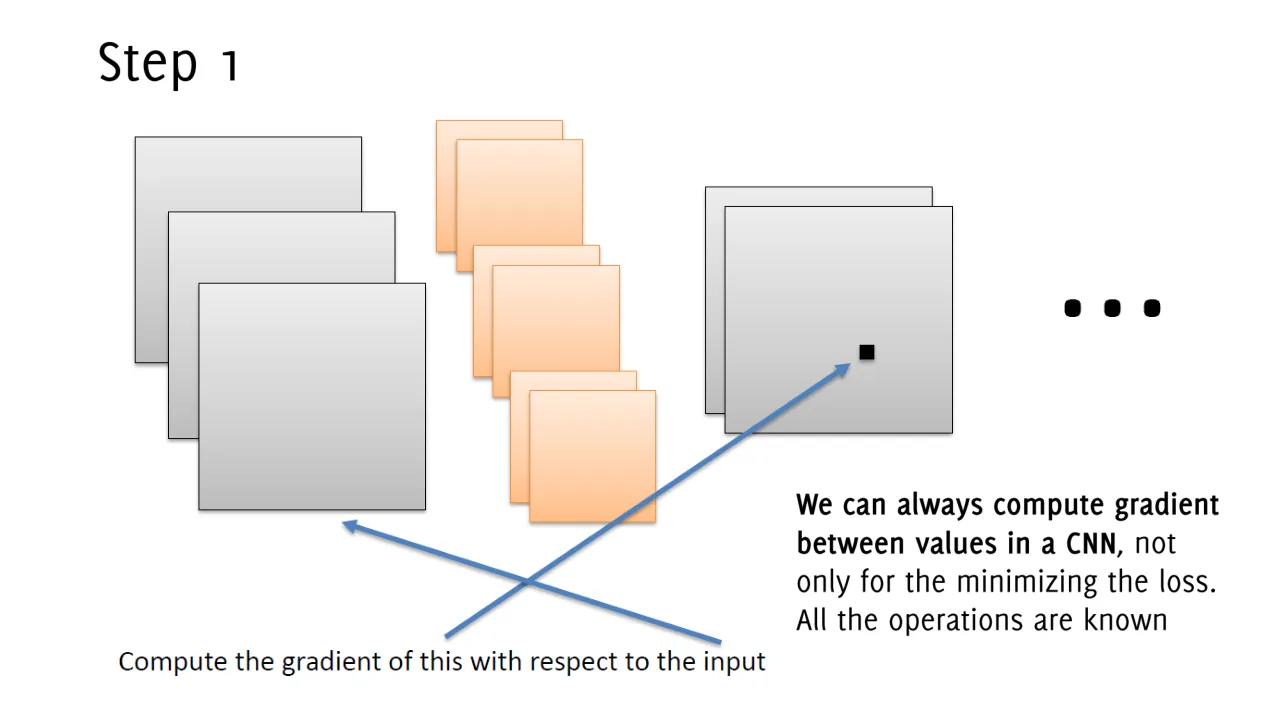 Step 1
We can always compute gradient
between values in a CNN, not
only for the minimizing the loss.
All the operations are known
Compute the gradient of this with respect to the input